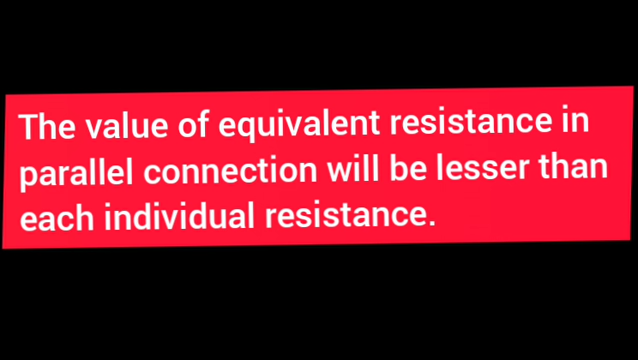 The value of equivalent resistance in
parallel connection will be lesser than
each individual resistance.